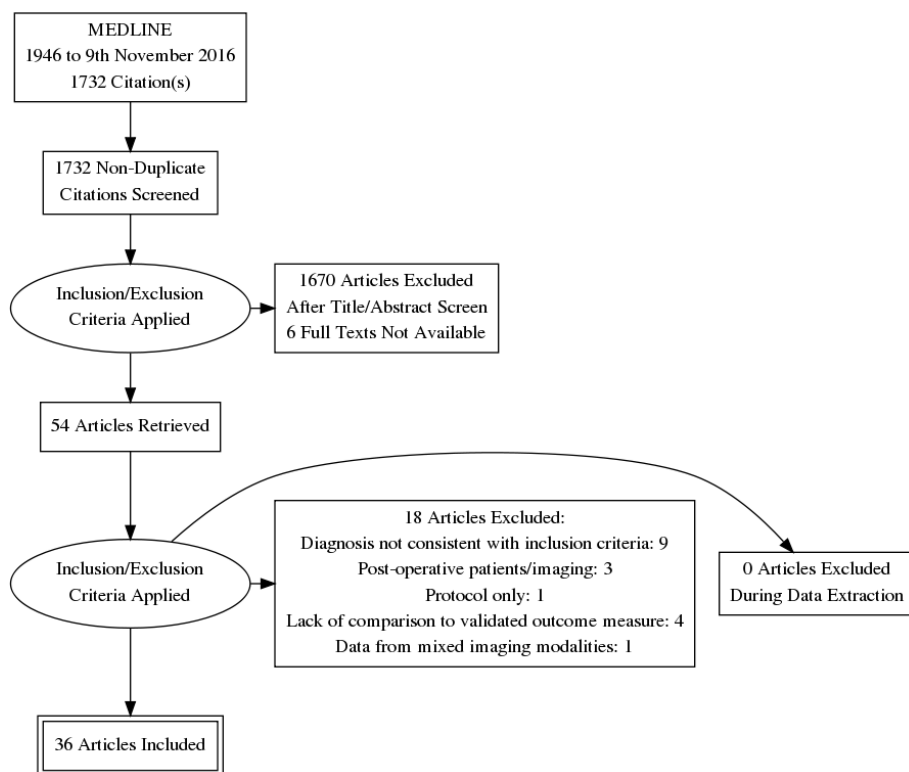 MEDLINE
1946 to 9th November 2016
1732 Citation(s)
1732 Non-Duplicate
Citations Screened
Inclusion/Exclusion
Criteria Applied
1670 Articles Excluded
After Title/Abstract Screen
6 Full Texts Not Available
54 Articles Retrieved
Inclusion/Exclusion
Criteria Applied
18 Articles Excluded:
Diagnosis not consistent with inclusion criteria: 9
Post-operative patients/imaging: 3
Protocol only: 1
Lack of comparison to validated outcome measure: 4
Data from mixed imaging modalities: 1
0 Articles Excluded
During Data Extraction
36 Articles Included